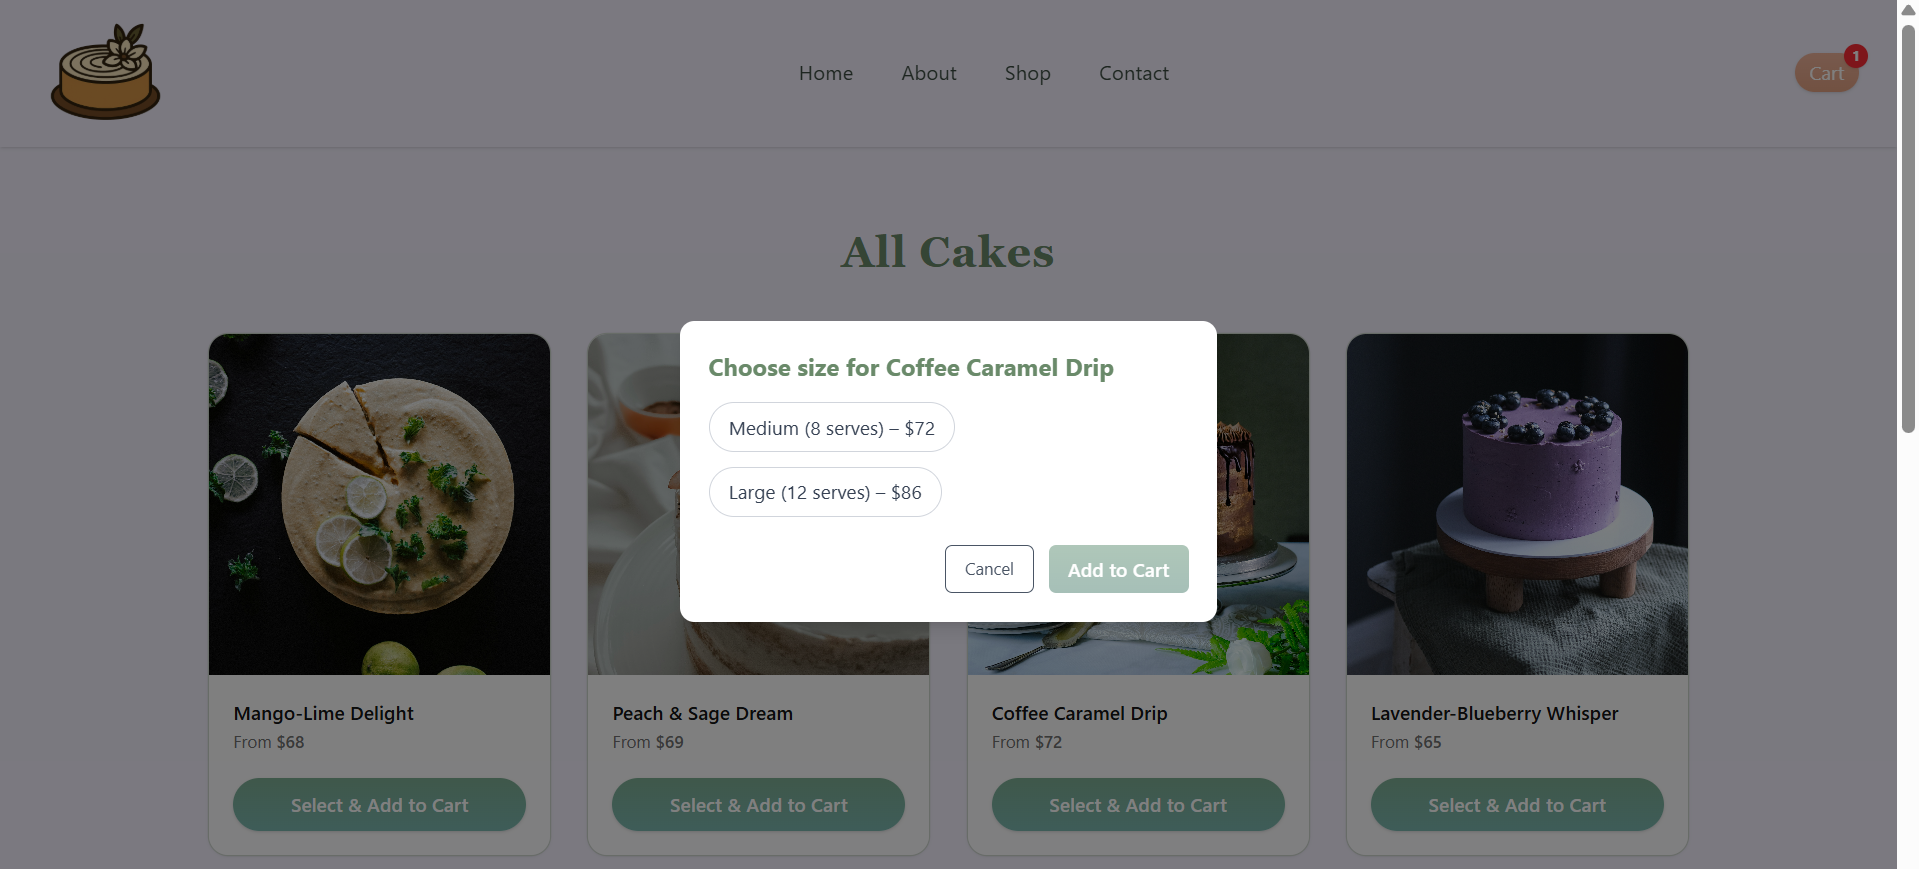 Home
About
Shop
Contact
Cart
1
All Cakes
Choose size for Coffee Caramel Drip
Medium (8 serves) – $72
Large (12 serves) – $86
Cancel
Add to Cart
Mango-Lime Delight
From $68
Select & Add to Cart
Peach & Sage Dream
From $69
Select & Add to Cart
Coffee Caramel Drip
From $72
Select & Add to Cart
Lavender-Blueberry Whisper
From $65
Select & Add to Cart